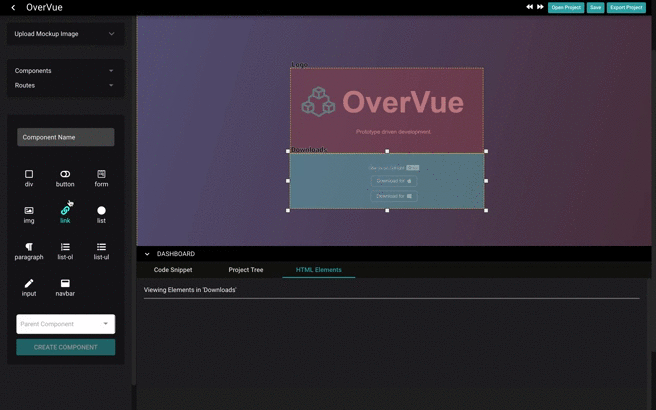 OverVue
Open Project
Save
Export Project
Upload Mockup Image
Components
Routes
Component Name
div
button
form
img
link
list
paragraph
list-ol
list-ul
input
navbar
Parent Component
CREATE COMPONENT
Logo
OverVue
Prototype driven development.
Downloads
Download for
Download for
DASHBOARD
Code Snippet
Project Tree
HTML Elements
Viewing Elements in 'Downloads'